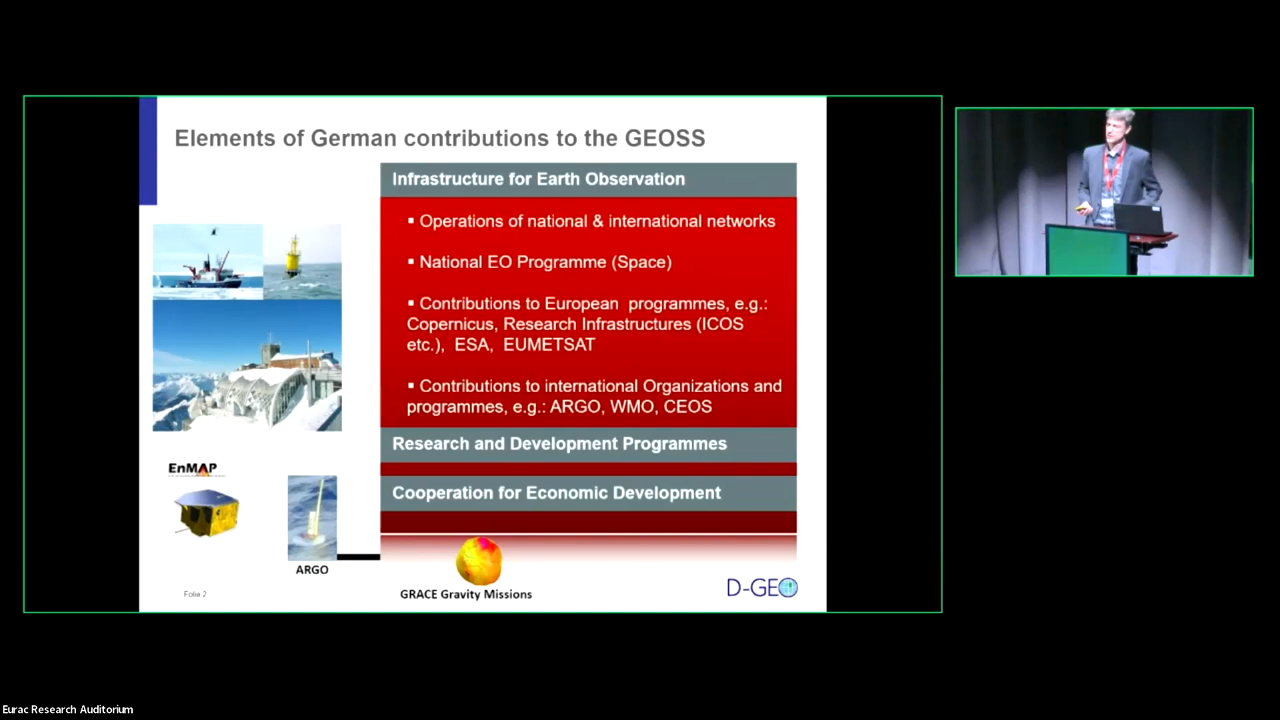 Elements of German contributions to the GEOSS
Infrastructure for Earth Observation
▪ Operations of national & international networks
▪ National EO Programme (Space)
▪ Contributions to European programmes, e.g.:
Copernicus, Research Infrastructures (ICOS
etc.), ESA, EUMETSAT
▪ Contributions to international Organizations and
programmes, e.g.: ARGO, WMO, CEOS
Research and Development Programmes
Cooperation for Economic Development
EnMAP
ARGO
GRACE Gravity Missions
Folie 2
D-GEO
Eurac Research Auditorium